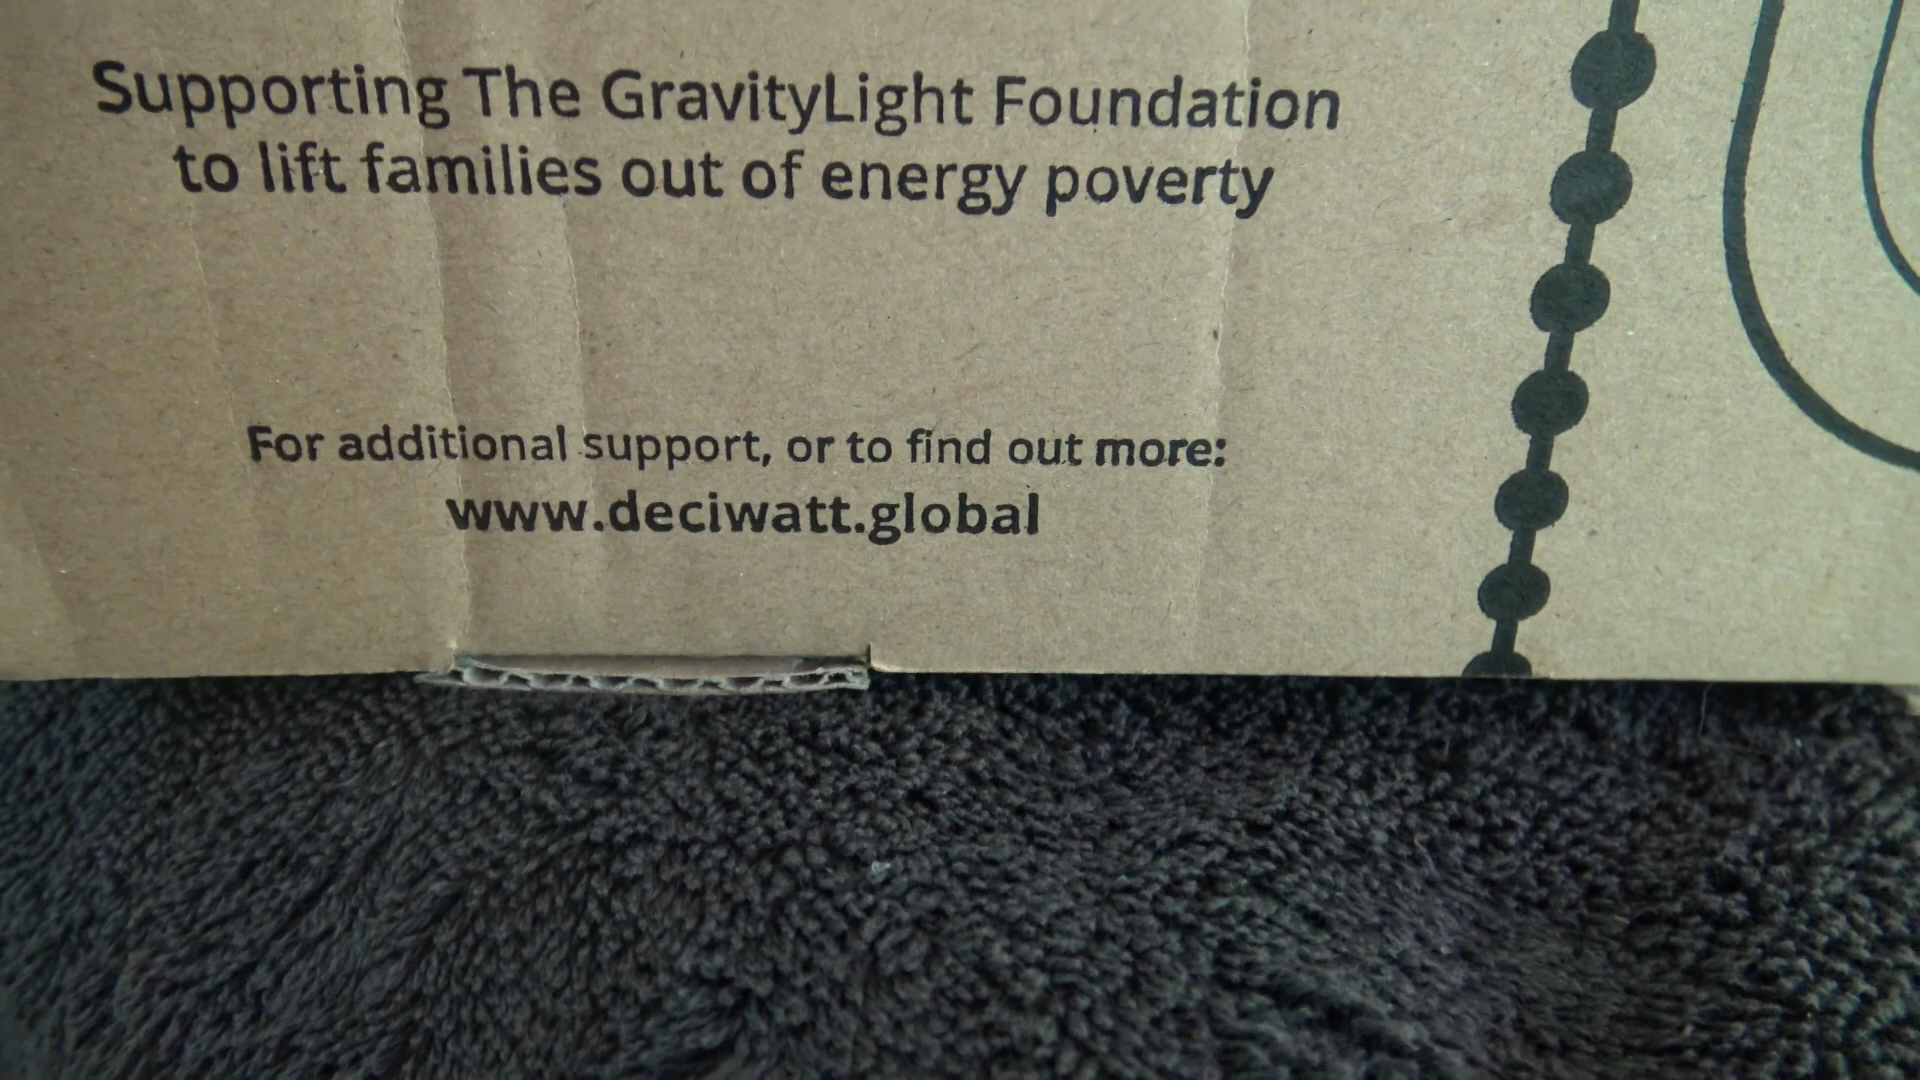 Supporting The GravityLight Foundation
to lift families out of energy poverty
For additional support, or to find out more:
www.deciwatt.global